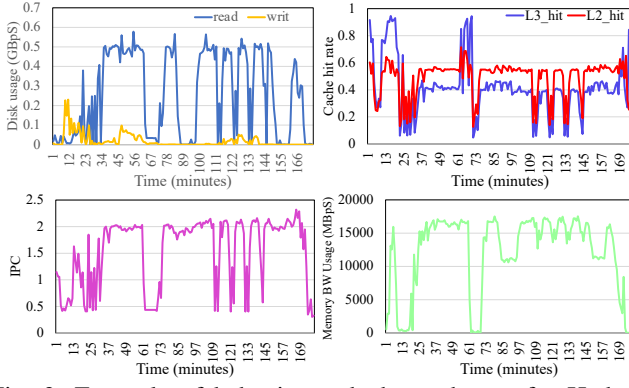 read writ
Disk usage (GBpS)
0.7
0.6
0.5
0.4
0.3
0.2
0.1
0
1 12 23 34 45 56 67 78 89 100 111 122 133 144 155 166
Time (minutes)
L3_hit L2_hit
Cache hit rate
1
0.8
0.6
0.4
0.2
0
1 13 25 37 49 61 73 85 97 109 121 133 145 157 169
Time (minutes)
IPC
2.5
2
1.5
1
0.5
0
1 13 25 37 49 61 73 85 97 109 121 133 145 157 169
Time (minutes)
Memory BW Usage (MBpS)
20000
15000
10000
5000
0
1 13 25 37 49 61 73 85 97 109 121 133 145 157 169
Time (minutes)